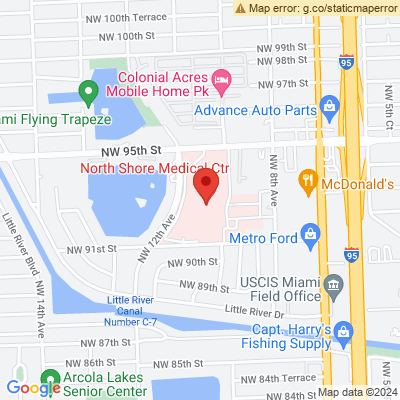 Map error: g.co/staticmaperror
NW 100th Terrace
NW 100th St
NW 99th St
NW 98th St
95
Colonial Acres
Mobile Home Pk
NW 97th St
NW 5th Ct
Advance Auto Parts
ami Flying Trapeze
NW 95th St
North Shore Medical Ctr
NW 8th Ave
McDonald's
Little River Blvd
NW 12th Ave
Metro Ford
NW 91st St
95
NW 90th St
USCIS Miami
Field Office
NW 14th Ave
NW 89th St
Little River
Canal
Number C-7
Little River Dr
Capt. Harry's
Fishing Supply
NW 87th St
NW 86th St
NW 85th St
Arcola Lakes
Senior Center
NW 84th Terrace
NW 84th St
NW 5
Google
Map data ©2024